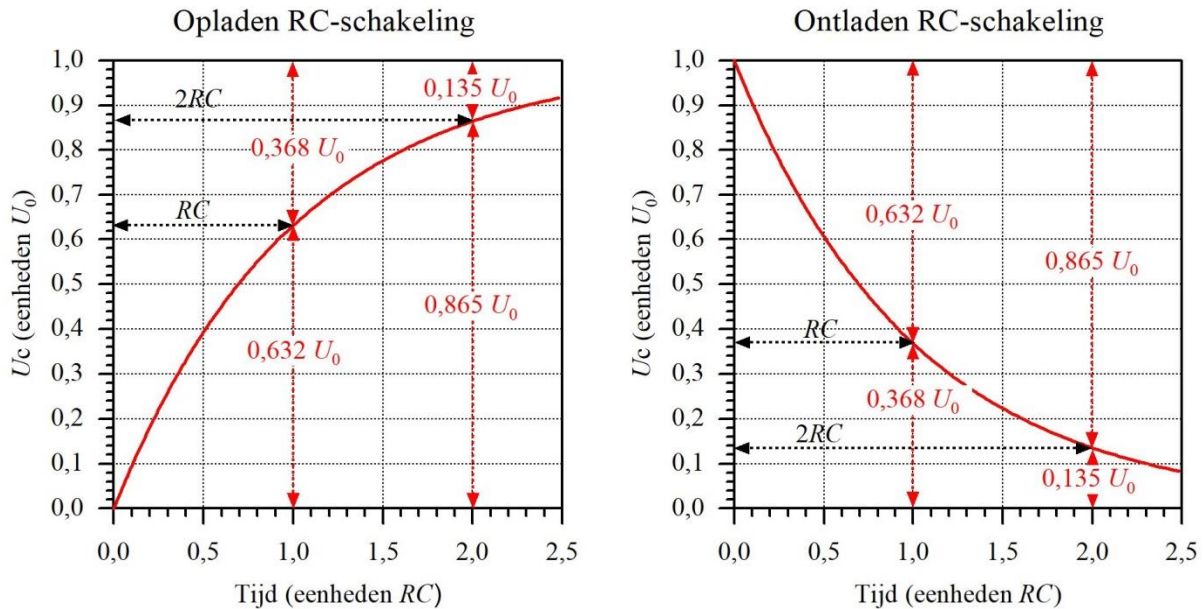 Opladen RC-schakeling
1,0
0,9
0,8
0,7
0,6
0,5
0,4
0,3
0,2
0,1
0,0
Uc (eenheden U0)
2RC
0,135 U0
0,368 U0
RC
0,865 U0
0,632 U0
0,0 0,5 1,0 1,5 2,0 2,5
Tijd (eenheden RC)
Ontladen RC-schakeling
1,0
0,9
0,8
0,7
0,6
0,5
0,4
0,3
0,2
0,1
0,0
Uc (eenheden U0)
0,632 U0
0,865 U0
RC
0,368 U0
2RC
0,135 U0
0,0 0,5 1,0 1,5 2,0 2,5
Tijd (eenheden RC)